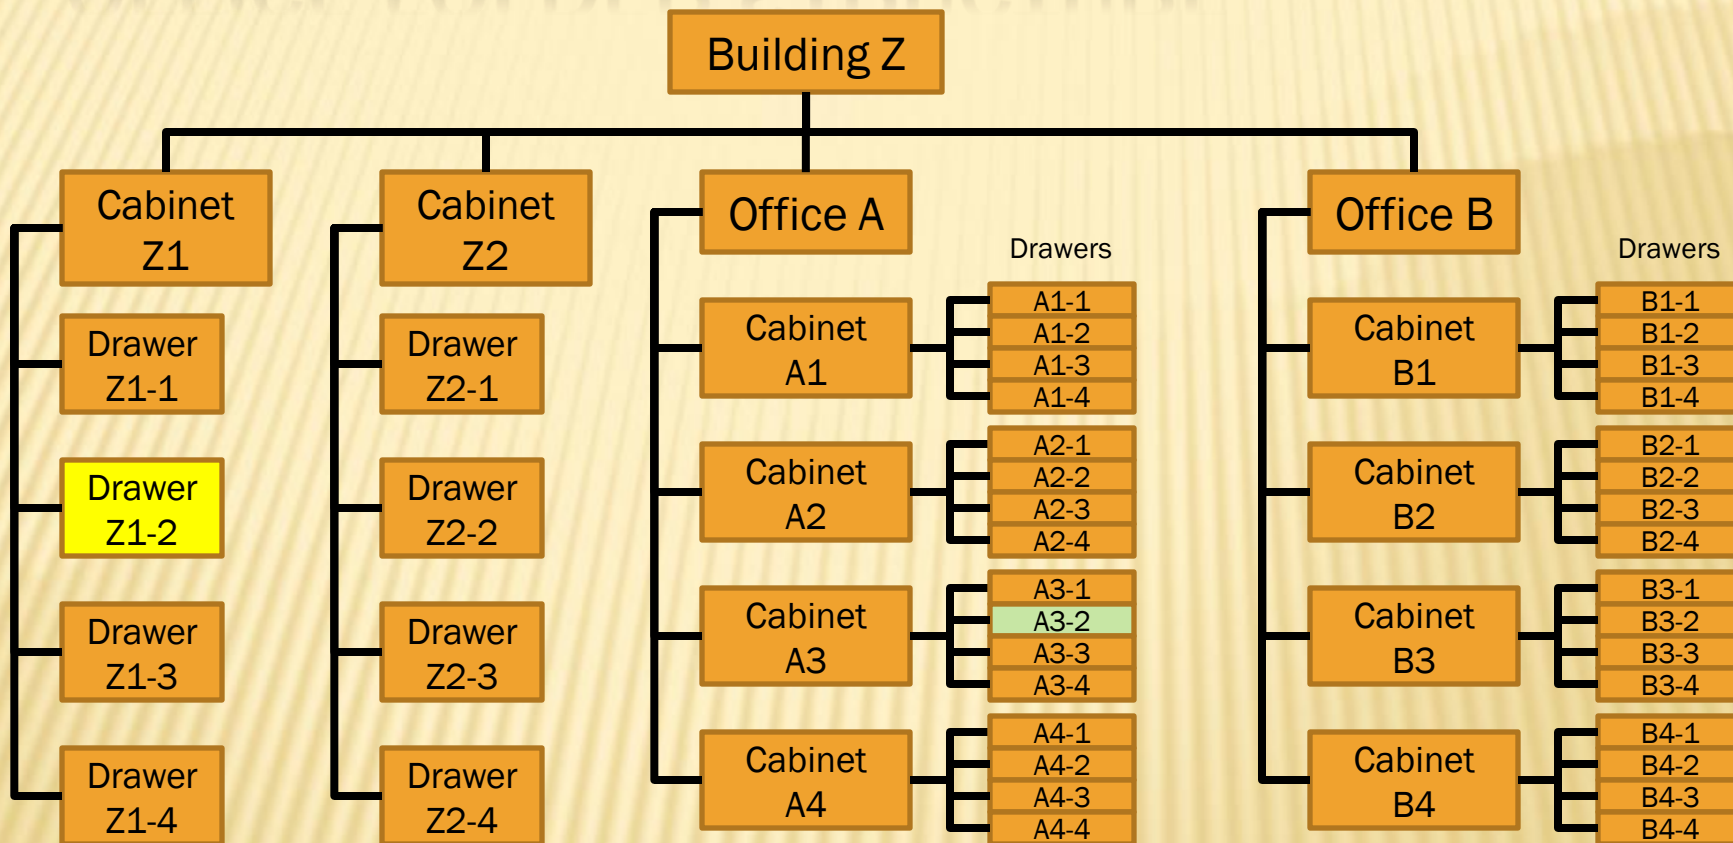 Building Z
Cabinet
Z1
Drawer
Z1-1
Drawer
Z1-2
Drawer
Z1-3
Drawer
Z1-4
Cabinet
Z2
Drawer
Z2-1
Drawer
Z2-2
Drawer
Z2-3
Drawer
Z2-4
Office A
Drawers
Cabinet
A1
A1-1
A1-2
A1-3
A1-4
Cabinet
A2
A2-1
A2-2
A2-3
A2-4
Cabinet
A3
A3-1
A3-2
A3-3
A3-4
Cabinet
A4
A4-1
A4-2
A4-3
A4-4
Office B
Drawers
Cabinet
B1
B1-1
B1-2
B1-3
B1-4
Cabinet
B2
B2-1
B2-2
B2-3
B2-4
Cabinet
B3
B3-1
B3-2
B3-3
B3-4
Cabinet
B4
B4-1
B4-2
B4-3
B4-4